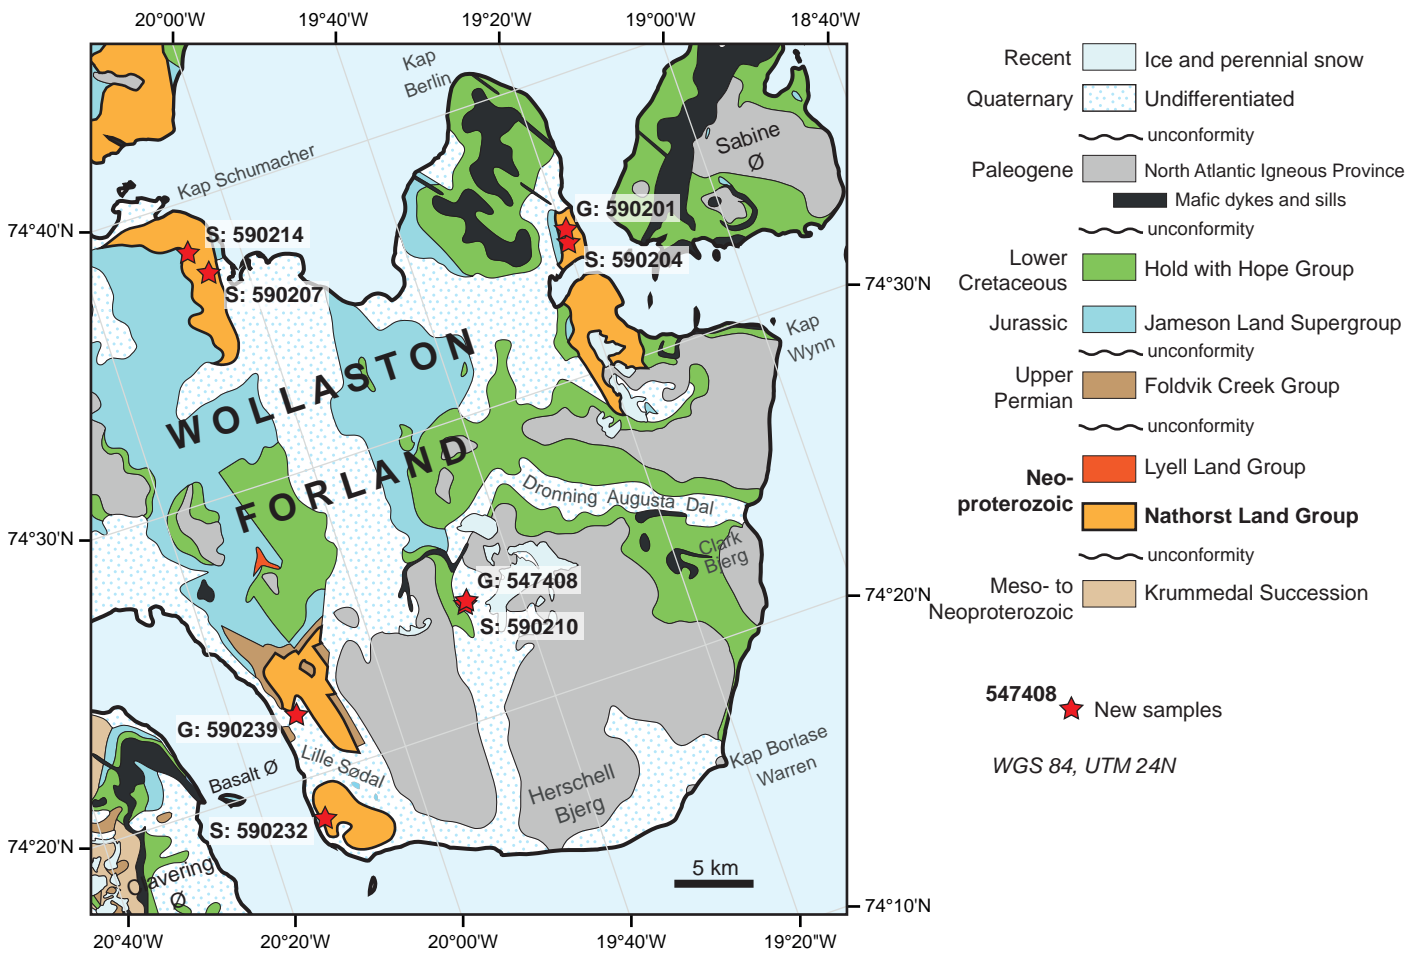 20°00'W 19°40'W 19°20'W 19°00'W 18°40'W
Kap
Berlin
Sabine
Ø
Kap Schumacher
G: 590201
74°40'N
S: 590214
S: 590204
S: 590207
74°30'N
Kap
Wynn
WOLLASTON
FORLAND
Dronning Augusta Dal
74°30'N
Clark
Bjerg
G: 547408
74°20'N
S: 590210
G: 590239
Lille Sødal
Kap Borlase
Warren
Basalt Ø
Herschell
Bjerg
S: 590232
74°20'N
Clavering
Ø
5 km
74°10'N
20°40'W 20°20'W 20°00'W 19°40'W 19°20"W
Recent Ice and perennial snow
Quaternary Undifferentiated
unconformity
Paleogene North Atlantic Igneous Province
Mafic dykes and sills
unconformity
Lower
Cretaceous Hold with Hope Group
Jurassic Jameson Land Supergroup
unconformity
Upper
Permian Foldvik Creek Group
unconformity
Lyell Land Group
Neo-
proterozoic Nathorst Land Group
unconformity
Meso- to
Neoproterozoic Krummedal Succession
547408
New samples
WGS 84, UTM 24N